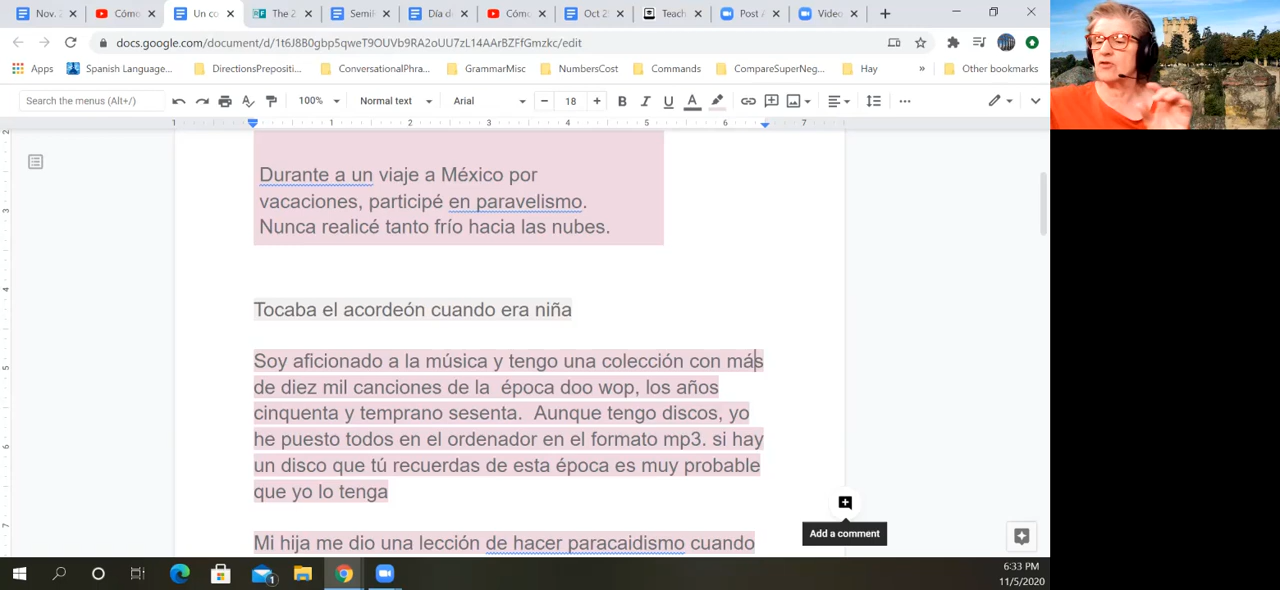 Nov. 
Cómo
Un co
The 2
Semif
Día de
Cómo
Oct 2
Teach
Post
Video
docs.google.com/document/d/1t6J8B0gbp5qweT9OUVb9RA2oUU7zL14AArBZFfGmzkc/edit
Apps Spanish Language... DirectionsPrepositi... ConversationalPhra... GrammarMisc NumbersCost Commands CompareSuperNeg... Hay » Other bookmarks
Search the menus (Alt+/) 100% Normal text Arial 18 B I U A
Durante a un viaje a México por
vacaciones, participé en paravelismo.
Nunca realicé tanto frío hacia las nubes.
Tocaba el acordeón cuando era niña
Soy aficionado a la música y tengo una colección con más
de diez mil canciones de la época doo wop, los años
cinquenta y temprano sesenta. Aunque tengo discos, yo
he puesto todos en el ordenador en el formato mp3. si hay
un disco que tú recuerdas de esta época es muy probable
que yo lo tenga
Add a comment
Mi hija me dio una lección de hacer paracaidismo cuando
6:33 PM
11/5/2020